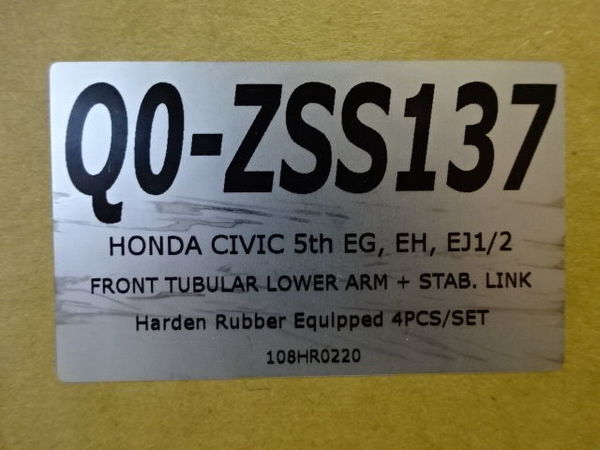 Q0-ZSS137
HONDA CIVIC 5th EG, EH, EJ1/2
FRONT TUBULAR LOWER ARM + STAB. LINK
Harden Rubber Equipped 4PCS/SET
108HR0220